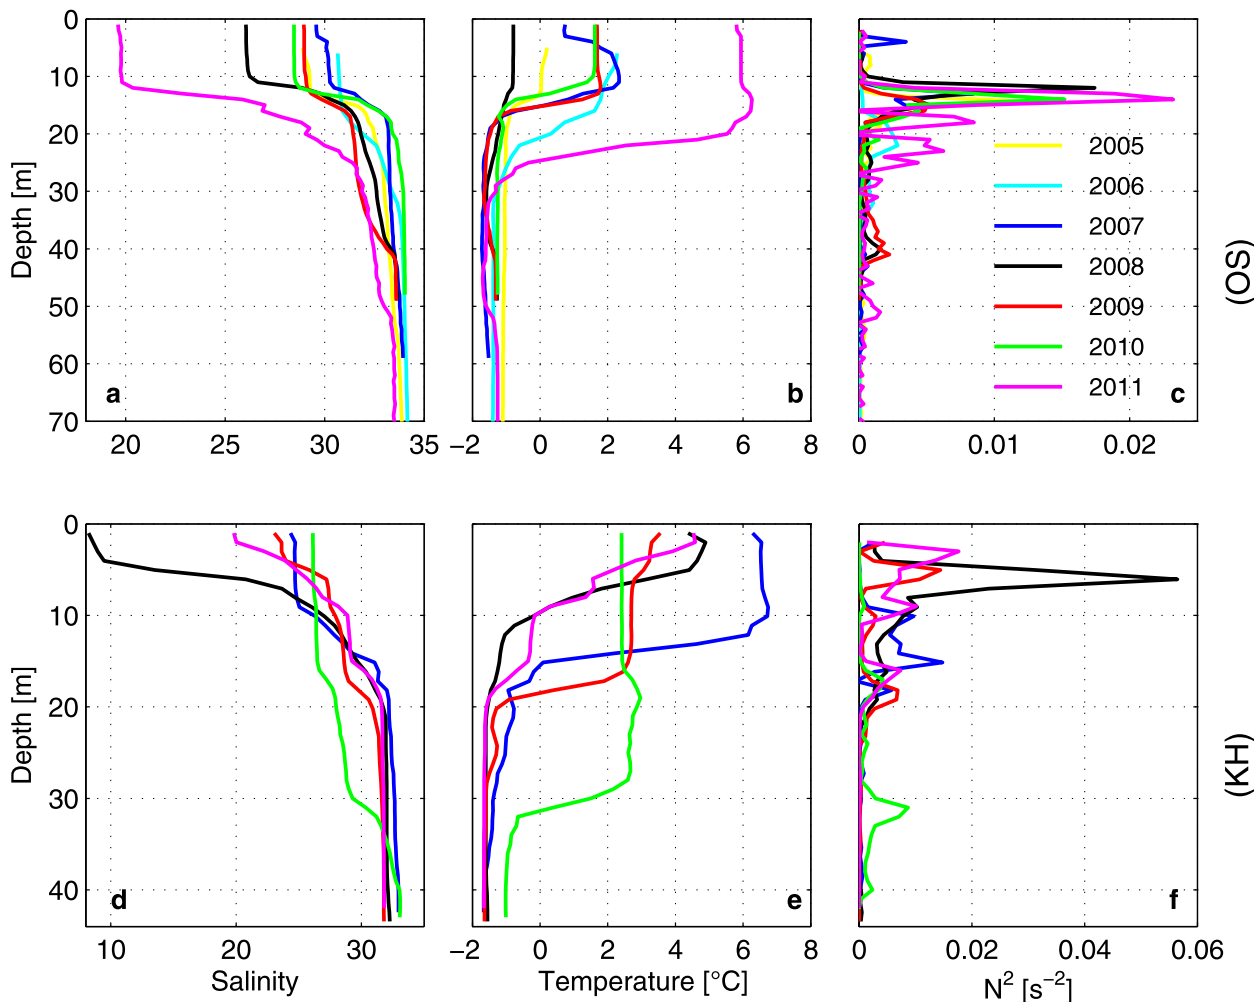 0
10
20
30
40
50
60
70
Depth [m]
20 25 30 35
a
−2 0 2 4 6 8
b
0 0.01 0.02
c
2005
2006
2007
2008
2009
2010
2011
(OS)
0
10
20
30
40
Depth [m]
10 20 30
Salinity
d
−2 0 2 4 6 8
Temperature [°C]
e
0 0.02 0.04 0.06
N² [s⁻²]
f
(KH)